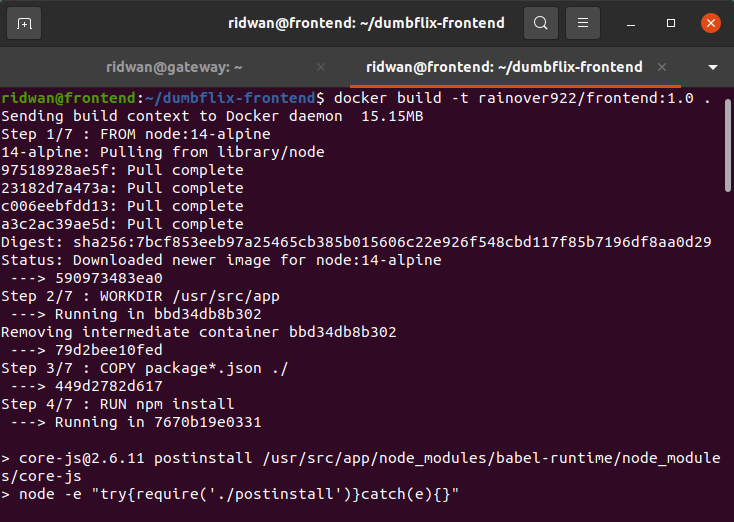 ridwan@frontend: ~/dumbflix-frontend
ridwan@gateway: ~
ridwan@frontend: ~/dumbflix-frontend
ridwan@frontend:~/dumbflix-frontend$ docker build -t rainover922/frontend:1.0 .
Sending build context to Docker daemon  15.15MB
Step 1/7 : FROM node:14-alpine
14-alpine: Pulling from library/node
97518928ae5f: Pull complete
23182d7a473a: Pull complete
c006eebfdd13: Pull complete
a3c2ac39ae5d: Pull complete
Digest: sha256:7bcf853eeb97a25465cb385b015606c22e926f548cbd117f85b7196df8aa0d29
Status: Downloaded newer image for node:14-alpine
 ---> 590973483ea0
Step 2/7 : WORKDIR /usr/src/app
 ---> Running in bbd34db8b302
Removing intermediate container bbd34db8b302
 ---> 79d2bee10fed
Step 3/7 : COPY package*.json ./
 ---> 449d2782d617
Step 4/7 : RUN npm install
 ---> Running in 7670b19e0331
> core-js@2.6.11 postinstall /usr/src/app/node_modules/babel-runtime/node_module
s/core-js
> node -e "try{require('./postinstall')}catch(e){}"